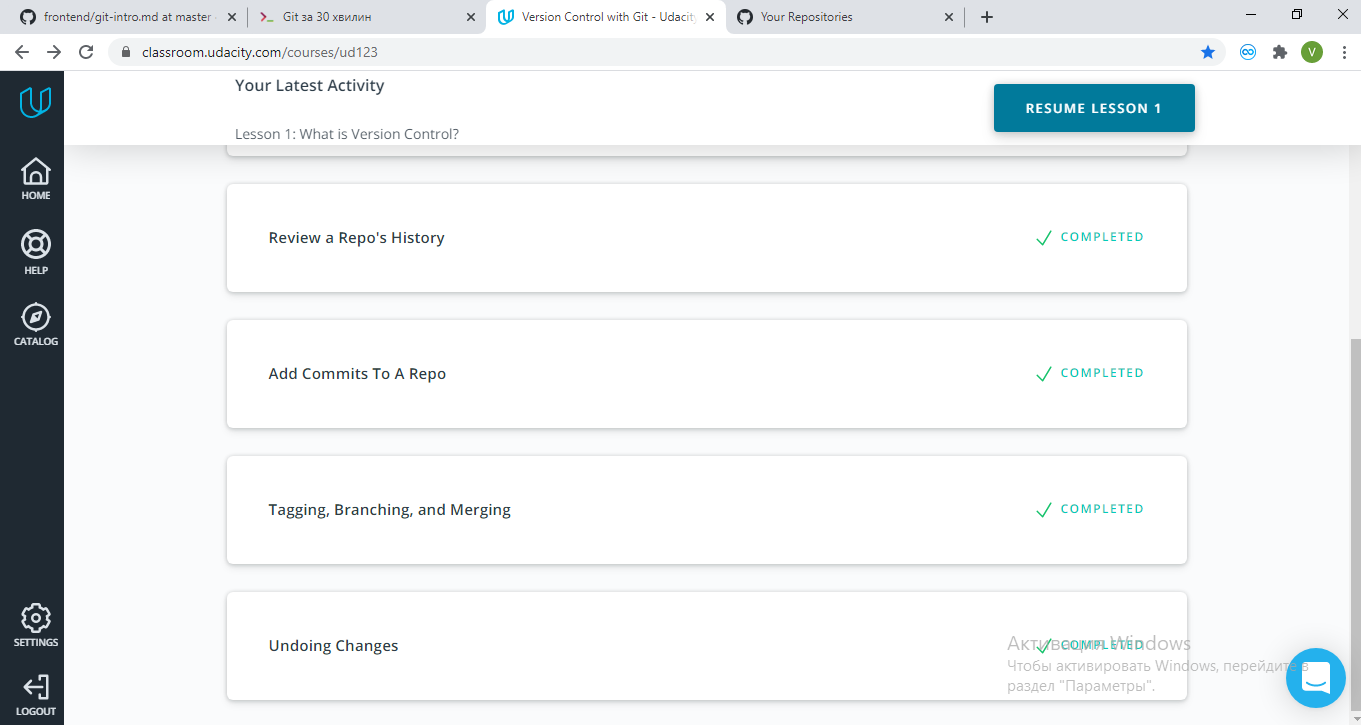 frontend/git-intro.md at master
Git за 30 хвилин
Version Control with Git - Udacity
Your Repositories
classroom.udacity.com/courses/ud123
V
Your Latest Activity
Lesson 1: What is Version Control?
RESUME LESSON 1
HOME
HELP
CATALOG
SETTINGS
LOGOUT
Review a Repo's History
COMPLETED
Add Commits To A Repo
COMPLETED
Tagging, Branching, and Merging
COMPLETED
Undoing Changes
COMPLETED
Активация Windows
Чтобы активировать Windows, перейдите в
раздел "Параметры".